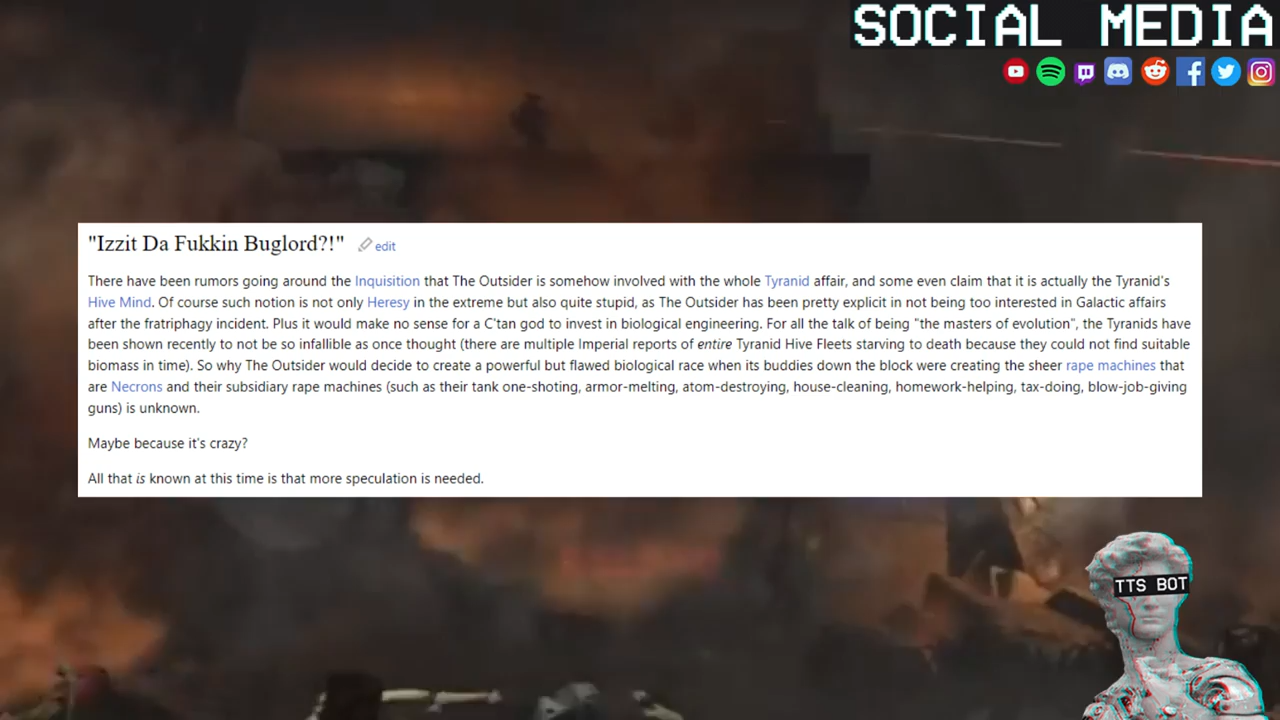 SOCIAL MEDIA
"Izzit Da Fukkin Buglord?!" edit
There have been rumors going around the Inquisition that The Outsider is somehow involved with the whole Tyranid affair, and some even claim that it is actually the Tyranid's
Hive Mind. Of course such notion is not only Heresy in the extreme but also quite stupid, as The Outsider has been pretty explicit in not being too interested in Galactic affairs
after the fratriphagy incident. Plus it would make no sense for a C'tan god to invest in biological engineering. For all the talk of being "the masters of evolution", the Tyranids have
been shown recently to not be so infallible as once thought (there are multiple Imperial reports of entire Tyranid Hive Fleets starving to death because they could not find suitable
biomass in time). So why The Outsider would decide to create a powerful but flawed biological race when its buddies down the block were creating the sheer rape machines that
are Necrons and their subsidiary rape machines (such as their tank one-shoting, armor-melting, atom-destroying, house-cleaning, homework-helping, tax-doing, blow-job-giving
guns) is unknown.
Maybe because it's crazy?
All that is known at this time is that more speculation is needed.
TTS BOT